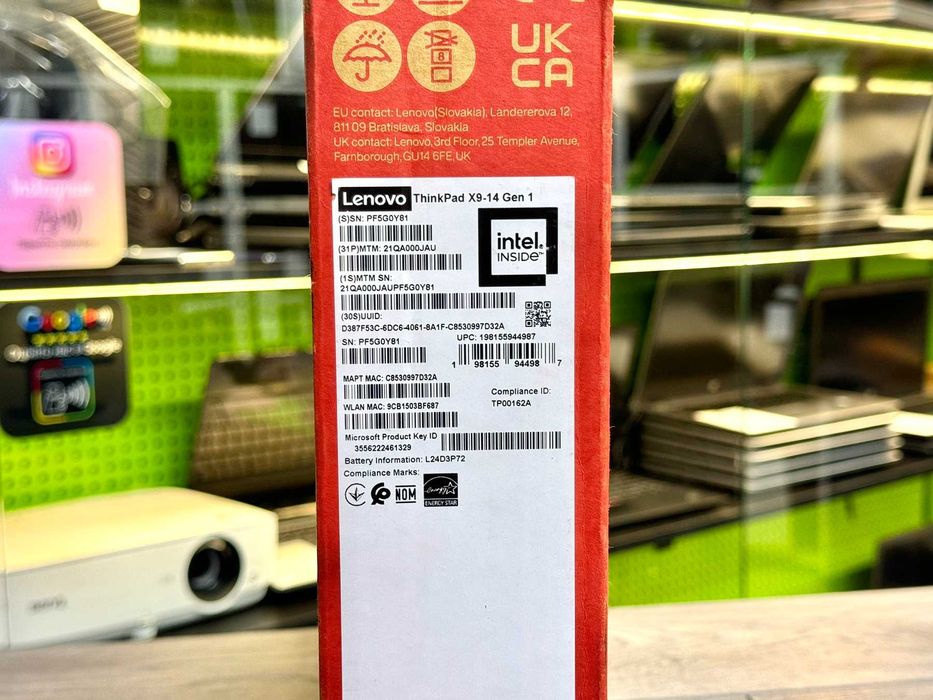 8
UK
CA
EU contact: Lenovo(Slovakia), Landererova 12,
811 09 Bratislava, Slovakia
UK contact: Lenovo,3rd Floor,25 Templer Avenue,
Farnborough,GU14 6FE,UK
Lenovo ThinkPad X9-14 Gen 1
(S)SN: PF5G0Y81
intel.
INSIDE™
(31P)MTM: 21QA000JAU
(1S)MTM SN:
21QA000JAUPF5G0Y81
(30S)UUID:
D387F53C-6DC6-4061-8A1F-C8530997D32A
SN: PF5G0Y81
UPC: 198155944987
1 98155 94498 7
MAPT MAC: C8530997D32A
Compliance ID:
TP00162A
WLAN MAC: 9CB1503BF687
Microsoft Product Key ID
3556222461329
Battery Information: L24D3P72
Compliance Marks:
NOM
energy
ENERGY STAR
Instagram